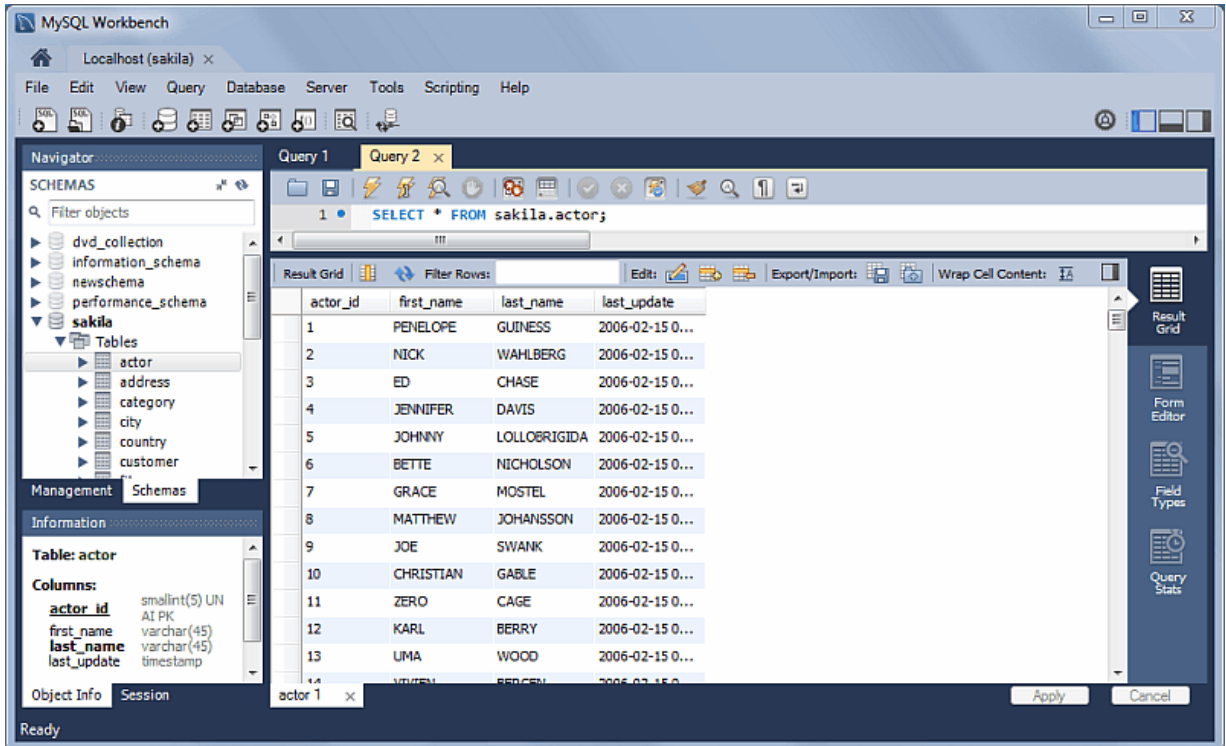 MySQL Workbench
Localhost (sakila)
File Edit View Query Database Server Tools Scripting Help
Navigator
SCHEMAS
Filter objects
dvd_collection
information_schema
newschema
performance_schema
sakila
Tables
actor
address
category
city
country
customer
Management Schemas
Information
Table: actor
Columns:
actor_id smallint(5) UN AI PK
first_name varchar(45)
last_name varchar(45)
last_update timestamp
Object Info Session
Query 1 Query 2
1 SELECT * FROM sakila.actor;
Result Grid Filter Rows: Edit: Export/Import: Wrap Cell Content: IA
actor_id first_name last_name last_update
1 PENELOPE GUINESS 2006-02-15 0...
2 NICK WAHLBERG 2006-02-15 0...
3 ED CHASE 2006-02-15 0...
4 JENNIFER DAVIS 2006-02-15 0...
5 JOHNNY LOLLOBRIGIDA 2006-02-15 0...
6 BETTE NICHOLSON 2006-02-15 0...
7 GRACE MOSTEL 2006-02-15 0...
8 MATTHEW JOHANSSON 2006-02-15 0...
9 JOE SWANK 2006-02-15 0...
10 CHRISTIAN GABLE 2006-02-15 0...
11 ZERO CAGE 2006-02-15 0...
12 KARL BERRY 2006-02-15 0...
13 UMA WOOD 2006-02-15 0...
14 VIVIEN BERGEN 2006-02-15 0...
actor 1
Apply Cancel
Result
Grid
Form
Editor
Field
Types
Query
Stats
Ready